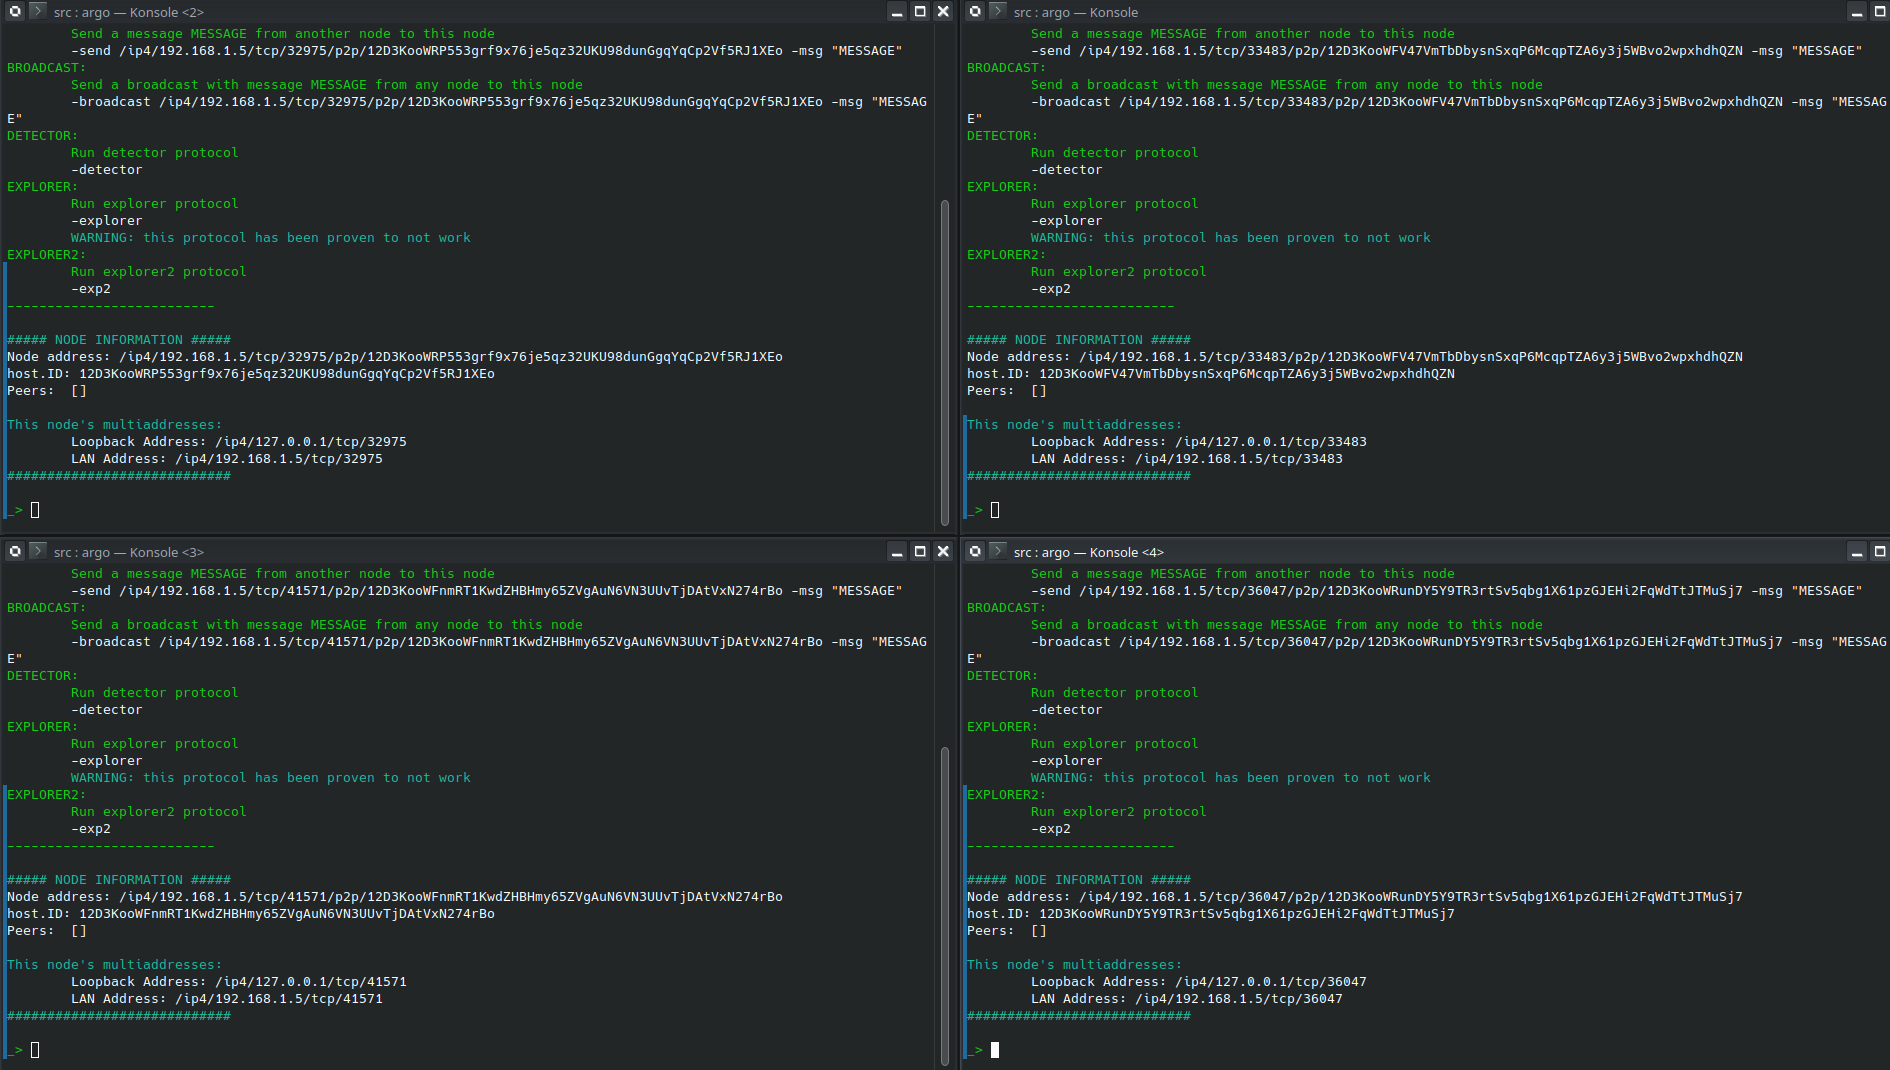 src : argo — Konsole <2>
Send a message MESSAGE from another node to this node
-send /ip4/192.168.1.5/tcp/32975/p2p/12D3KooWRP553grf9x76je5qz32UKU98dunGgqYqCp2Vf5RJ1XEo -msg "MESSAGE"
BROADCAST:
Send a broadcast with message MESSAGE from any node to this node
-broadcast /ip4/192.168.1.5/tcp/32975/p2p/12D3KooWRP553grf9x76je5qz32UKU98dunGgqYqCp2Vf5RJ1XEo -msg "MESSAG
E"
DETECTOR:
Run detector protocol
-detector
EXPLORER:
Run explorer protocol
-explorer
WARNING: this protocol has been proven to not work
EXPLORER2:
Run explorer2 protocol
-exp2
--------------------------
##### NODE INFORMATION #####
Node address: /ip4/192.168.1.5/tcp/32975/p2p/12D3KooWRP553grf9x76je5qz32UKU98dunGgqYqCp2Vf5RJ1XEo
host.ID: 12D3KooWRP553grf9x76je5qz32UKU98dunGgqYqCp2Vf5RJ1XEo
Peers:  []
This node's multiaddresses:
Loopback Address: /ip4/127.0.0.1/tcp/32975
LAN Address: /ip4/192.168.1.5/tcp/32975
############################
_>
src : argo — Konsole
Send a message MESSAGE from another node to this node
-send /ip4/192.168.1.5/tcp/33483/p2p/12D3KooWFV47VmTbDbysnSxqP6McqpTZA6y3j5WBvo2wpxhdhQZN -msg "MESSAGE"
BROADCAST:
Send a broadcast with message MESSAGE from any node to this node
-broadcast /ip4/192.168.1.5/tcp/33483/p2p/12D3KooWFV47VmTbDbysnSxqP6McqpTZA6y3j5WBvo2wpxhdhQZN -msg "MESSAG
E"
DETECTOR:
Run detector protocol
-detector
EXPLORER:
Run explorer protocol
-explorer
WARNING: this protocol has been proven to not work
EXPLORER2:
Run explorer2 protocol
-exp2
--------------------------
##### NODE INFORMATION #####
Node address: /ip4/192.168.1.5/tcp/33483/p2p/12D3KooWFV47VmTbDbysnSxqP6McqpTZA6y3j5WBvo2wpxhdhQZN
host.ID: 12D3KooWFV47VmTbDbysnSxqP6McqpTZA6y3j5WBvo2wpxhdhQZN
Peers:  []
This node's multiaddresses:
Loopback Address: /ip4/127.0.0.1/tcp/33483
LAN Address: /ip4/192.168.1.5/tcp/33483
############################
_>
src : argo — Konsole <3>
Send a message MESSAGE from another node to this node
-send /ip4/192.168.1.5/tcp/41571/p2p/12D3KooWFnmRT1KwdZHBHmy65ZVgAuN6VN3UUvTjDAtVxN274rBo -msg "MESSAGE"
BROADCAST:
Send a broadcast with message MESSAGE from any node to this node
-broadcast /ip4/192.168.1.5/tcp/41571/p2p/12D3KooWFnmRT1KwdZHBHmy65ZVgAuN6VN3UUvTjDAtVxN274rBo -msg "MESSAG
E"
DETECTOR:
Run detector protocol
-detector
EXPLORER:
Run explorer protocol
-explorer
WARNING: this protocol has been proven to not work
EXPLORER2:
Run explorer2 protocol
-exp2
--------------------------
##### NODE INFORMATION #####
Node address: /ip4/192.168.1.5/tcp/41571/p2p/12D3KooWFnmRT1KwdZHBHmy65ZVgAuN6VN3UUvTjDAtVxN274rBo
host.ID: 12D3KooWFnmRT1KwdZHBHmy65ZVgAuN6VN3UUvTjDAtVxN274rBo
Peers:  []
This node's multiaddresses:
Loopback Address: /ip4/127.0.0.1/tcp/41571
LAN Address: /ip4/192.168.1.5/tcp/41571
############################
_>
src : argo — Konsole <4>
Send a message MESSAGE from another node to this node
-send /ip4/192.168.1.5/tcp/36047/p2p/12D3KooWRunDY5Y9TR3rtSv5qbg1X61pzGJEHi2FqWdTtJTMuSj7 -msg "MESSAGE"
BROADCAST:
Send a broadcast with message MESSAGE from any node to this node
-broadcast /ip4/192.168.1.5/tcp/36047/p2p/12D3KooWRunDY5Y9TR3rtSv5qbg1X61pzGJEHi2FqWdTtJTMuSj7 -msg "MESSAG
E"
DETECTOR:
Run detector protocol
-detector
EXPLORER:
Run explorer protocol
-explorer
WARNING: this protocol has been proven to not work
EXPLORER2:
Run explorer2 protocol
-exp2
--------------------------
##### NODE INFORMATION #####
Node address: /ip4/192.168.1.5/tcp/36047/p2p/12D3KooWRunDY5Y9TR3rtSv5qbg1X61pzGJEHi2FqWdTtJTMuSj7
host.ID: 12D3KooWRunDY5Y9TR3rtSv5qbg1X61pzGJEHi2FqWdTtJTMuSj7
Peers:  []
This node's multiaddresses:
Loopback Address: /ip4/127.0.0.1/tcp/36047
LAN Address: /ip4/192.168.1.5/tcp/36047
############################
_>